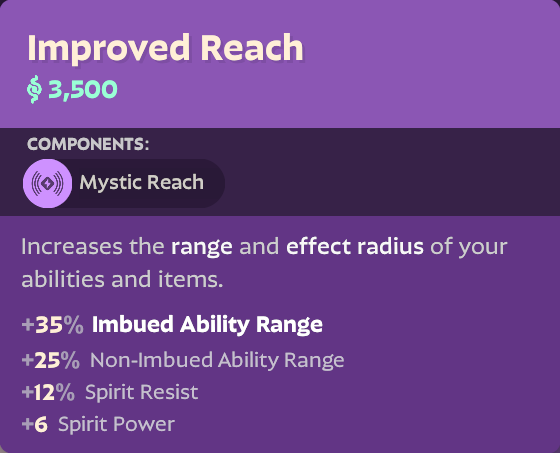 Improved Reach
3,500
COMPONENTS:
Mystic Reach
Increases the range and effect radius of your
abilities and items.
+35% Imbued Ability Range
+25% Non-Imbued Ability Range
+12% Spirit Resist
+6 Spirit Power